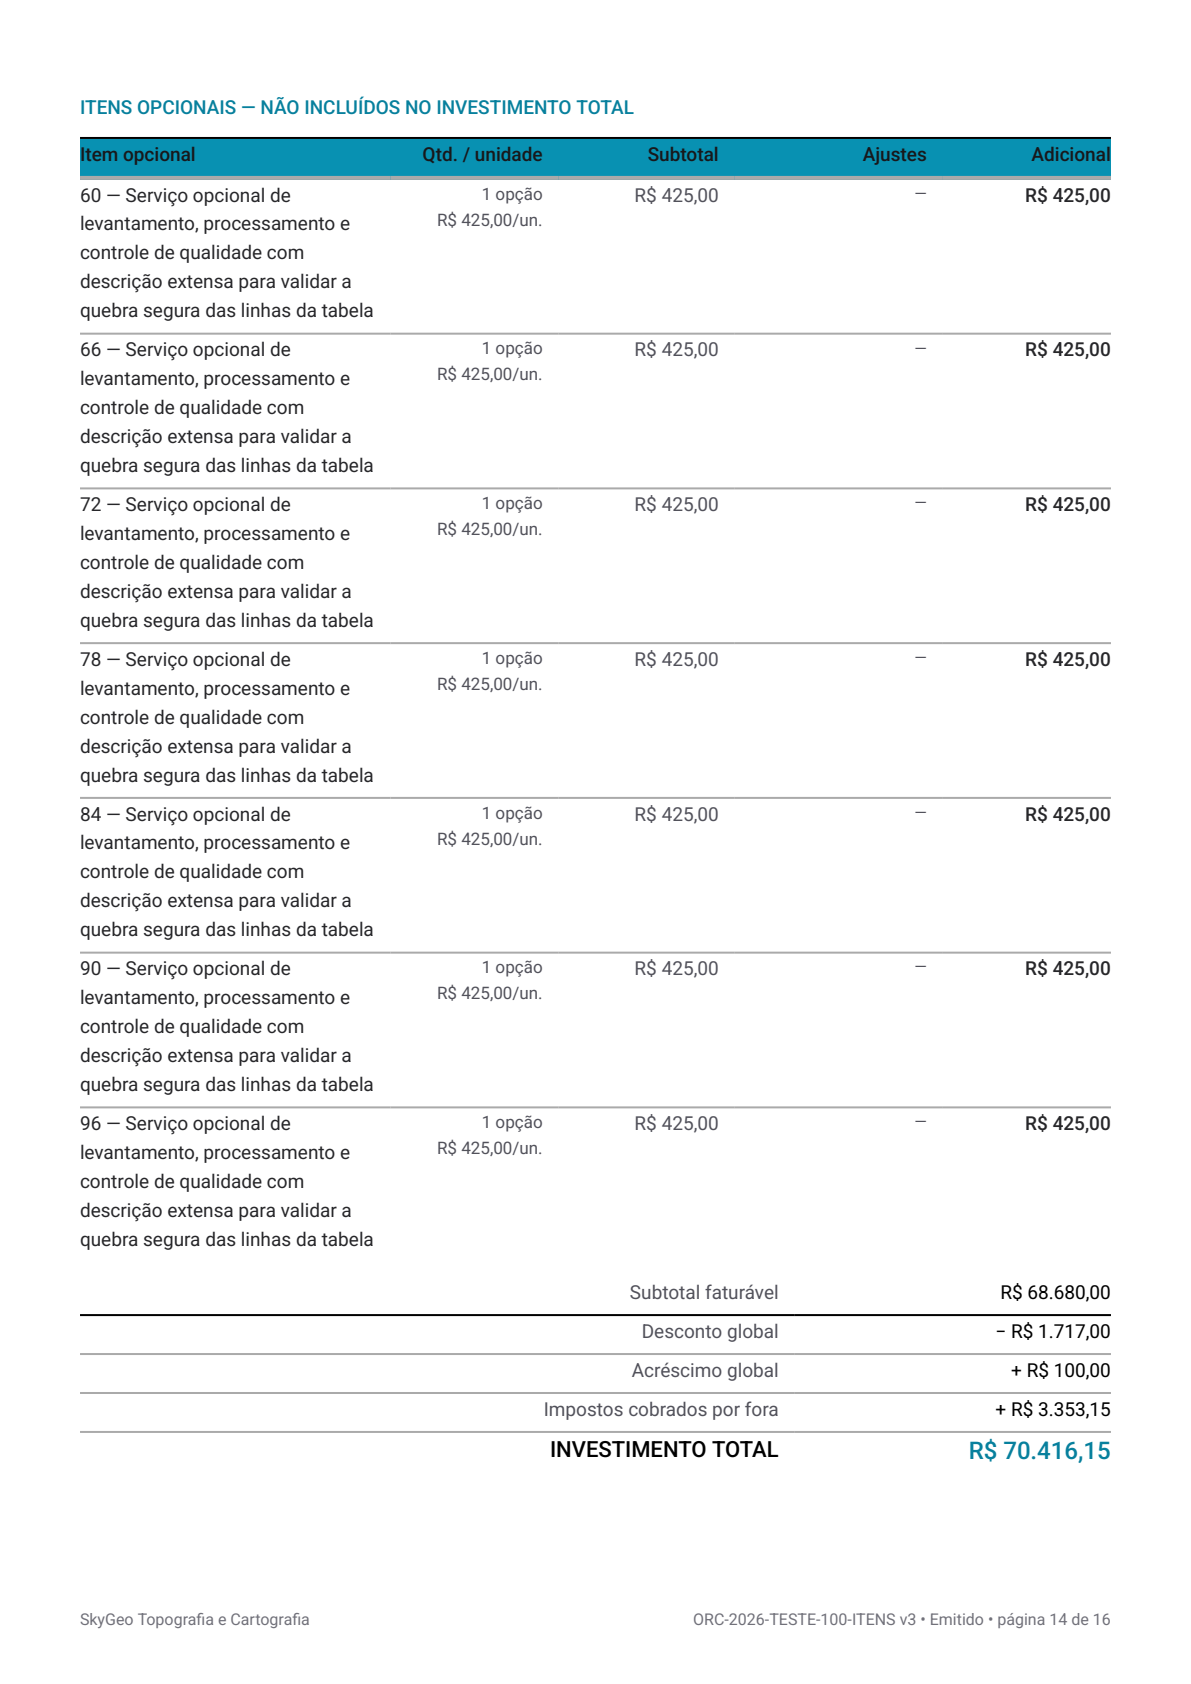 ITENS OPCIONAIS — NÃO INCLUÍDOS NO INVESTIMENTO TOTAL
Item opcional Qtd. / unidade Subtotal Ajustes Adicional
60 — Serviço opcional de 1 opção R$ 425,00 — R$ 425,00
levantamento, processamento e R$ 425,00/un.
controle de qualidade com
descrição extensa para validar a
quebra segura das linhas da tabela
66 — Serviço opcional de 1 opção R$ 425,00 — R$ 425,00
levantamento, processamento e R$ 425,00/un.
controle de qualidade com
descrição extensa para validar a
quebra segura das linhas da tabela
72 — Serviço opcional de 1 opção R$ 425,00 — R$ 425,00
levantamento, processamento e R$ 425,00/un.
controle de qualidade com
descrição extensa para validar a
quebra segura das linhas da tabela
78 — Serviço opcional de 1 opção R$ 425,00 — R$ 425,00
levantamento, processamento e R$ 425,00/un.
controle de qualidade com
descrição extensa para validar a
quebra segura das linhas da tabela
84 — Serviço opcional de 1 opção R$ 425,00 — R$ 425,00
levantamento, processamento e R$ 425,00/un.
controle de qualidade com
descrição extensa para validar a
quebra segura das linhas da tabela
90 — Serviço opcional de 1 opção R$ 425,00 — R$ 425,00
levantamento, processamento e R$ 425,00/un.
controle de qualidade com
descrição extensa para validar a
quebra segura das linhas da tabela
96 — Serviço opcional de 1 opção R$ 425,00 — R$ 425,00
levantamento, processamento e R$ 425,00/un.
controle de qualidade com
descrição extensa para validar a
quebra segura das linhas da tabela
Subtotal faturável R$ 68.680,00
Desconto global − R$ 1.717,00
Acréscimo global + R$ 100,00
Impostos cobrados por fora + R$ 3.353,15
INVESTIMENTO TOTAL R$ 70.416,15
SkyGeo Topografia e Cartografia ORC-2026-TESTE-100-ITENS v3 • Emitido • página 14 de 16